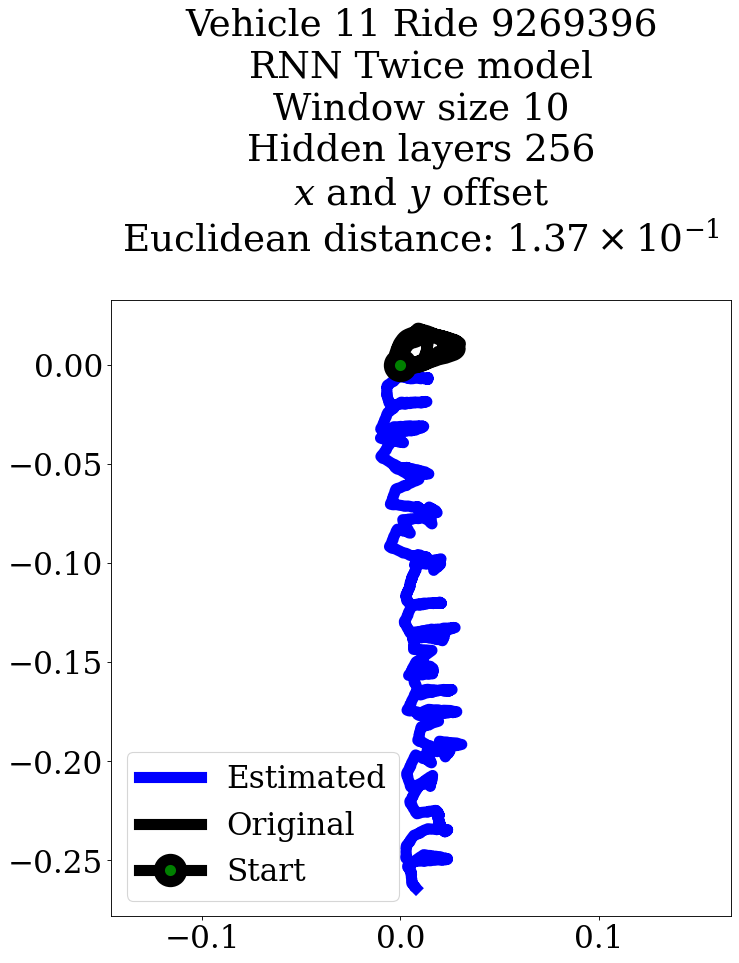 Vehicle 11 Ride 9269396
RNN Twice model
Window size 10
Hidden layers 256
x and y offset
Euclidean distance: 1.37 × 10⁻¹
0.00
−0.05
−0.10
−0.15
−0.20
−0.25
Estimated
Original
Start
−0.1
0.0
0.1